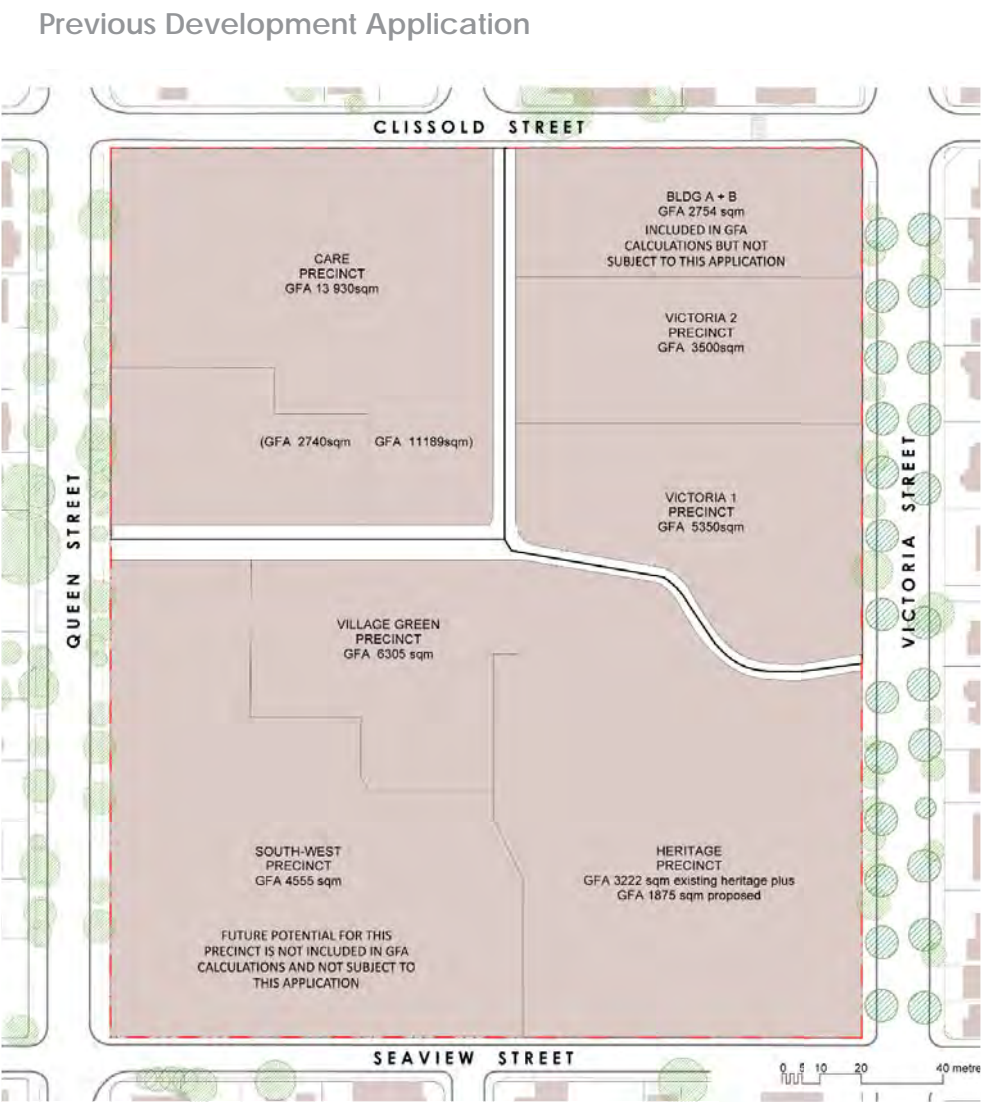 Previous Development Application
CLISSOLD STREET
BLDG A + B
GFA 2754 sqm
INCLUDED IN GFA
CALCULATIONS BUT NOT
SUBJECT TO THIS APPLICATION
CARE
PRECINCT
GFA 13 930sqm
VICTORIA 2
PRECINCT
GFA 3500sqm
(GFA 2740sqm GFA 11189sqm)
VICTORIA 1
PRECINCT
GFA 5350sqm
QUEEN STREET
VICTORIA STREET
VILLAGE GREEN
PRECINCT
GFA 6305 sqm
SOUTH-WEST
PRECINCT
GFA 4555 sqm
HERITAGE
PRECINCT
GFA 3222 sqm existing heritage plus
GFA 1875 sqm proposed
FUTURE POTENTIAL FOR THIS
PRECINCT IS NOT INCLUDED IN GFA
CALCULATIONS AND NOT SUBJECT TO
THIS APPLICATION
SEAVIEW STREET
0 5 10 20 40 metre